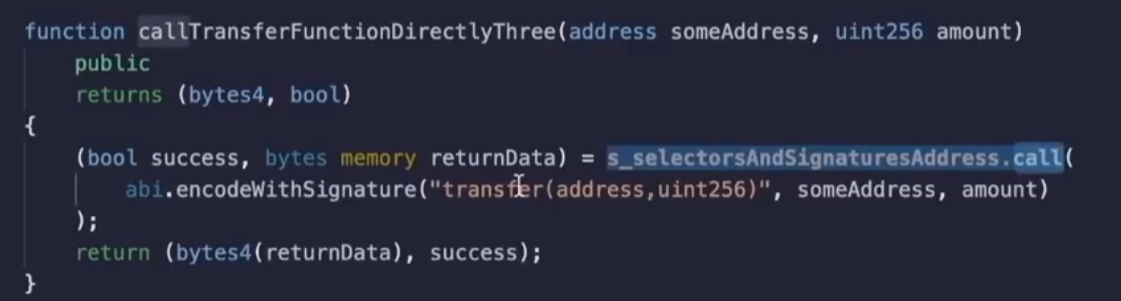 function callTransferFunctionDirectlyThree(address someAddress, uint256 amount)
public
returns (bytes4, bool)
{
(bool success, bytes memory returnData) = s_selectorsAndSignaturesAddress.call(
abi.encodeWithSignature("transfer(address,uint256)", someAddress, amount)
);
return (bytes4(returnData), success);
}